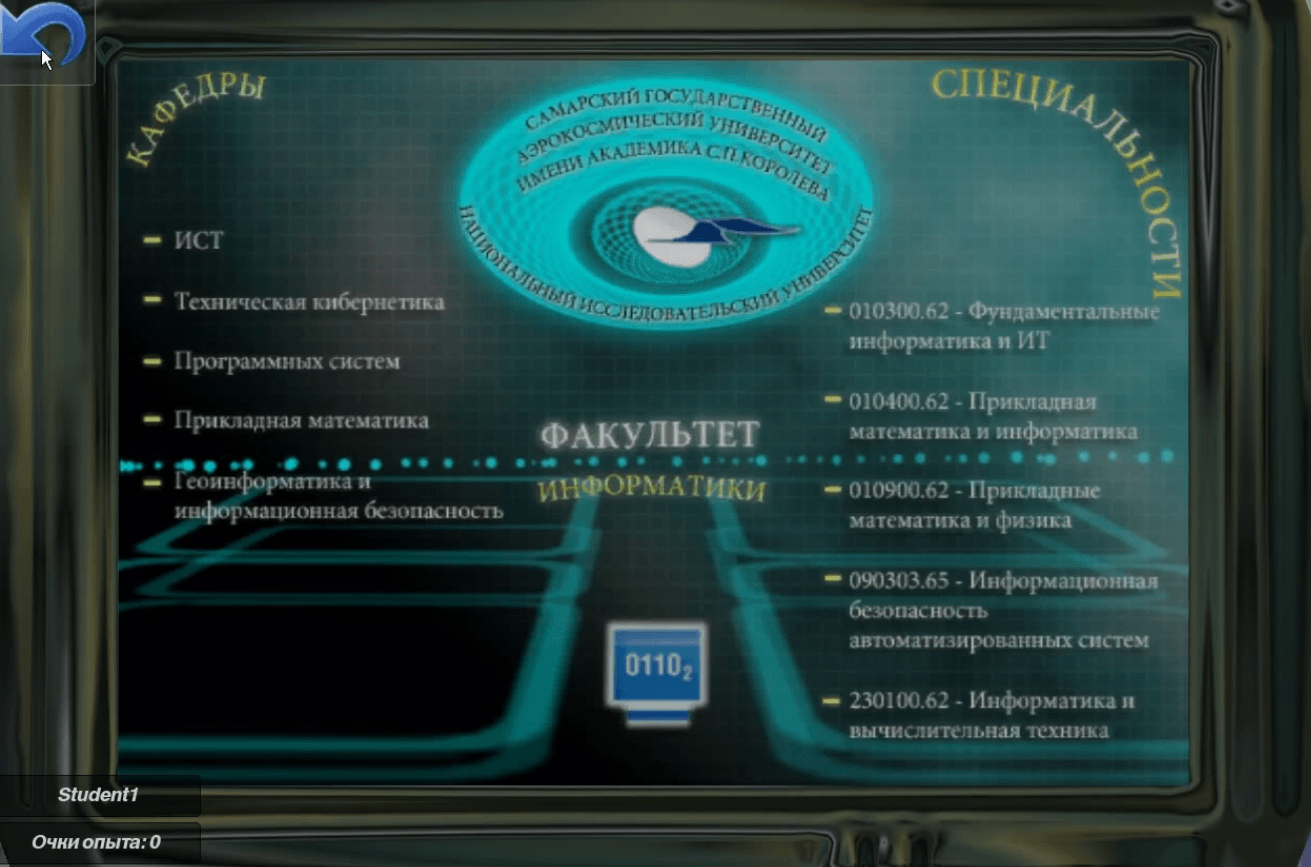 КАФЕДРЫ
ИСТ
Техническая кибернетика
Программных систем
Прикладная математика
Геоинформатика и
информационная безопасность
САМАРСКИЙ ГОСУДАРСТВЕННЫЙ
АЭРОКОСМИЧЕСКИЙ УНИВЕРСИТЕТ
ИМЕНИ АКАДЕМИКА С.П.КОРОЛЕВА
НАЦИОНАЛЬНЫЙ ИССЛЕДОВАТЕЛЬСКИЙ УНИВЕРСИТЕТ
ФАКУЛЬТЕТ
ИНФОРМАТИКИ
0110₂
СПЕЦИАЛЬНОСТИ
010300.62 - Фундаментальные
информатика и ИТ
010400.62 - Прикладная
математика и информатика
010900.62 - Прикладные
математика и физика
090303.65 - Информационная
безопасность
автоматизированных систем
230100.62 - Информатика и
вычислительная техника
Student1
Очки опыта: 0